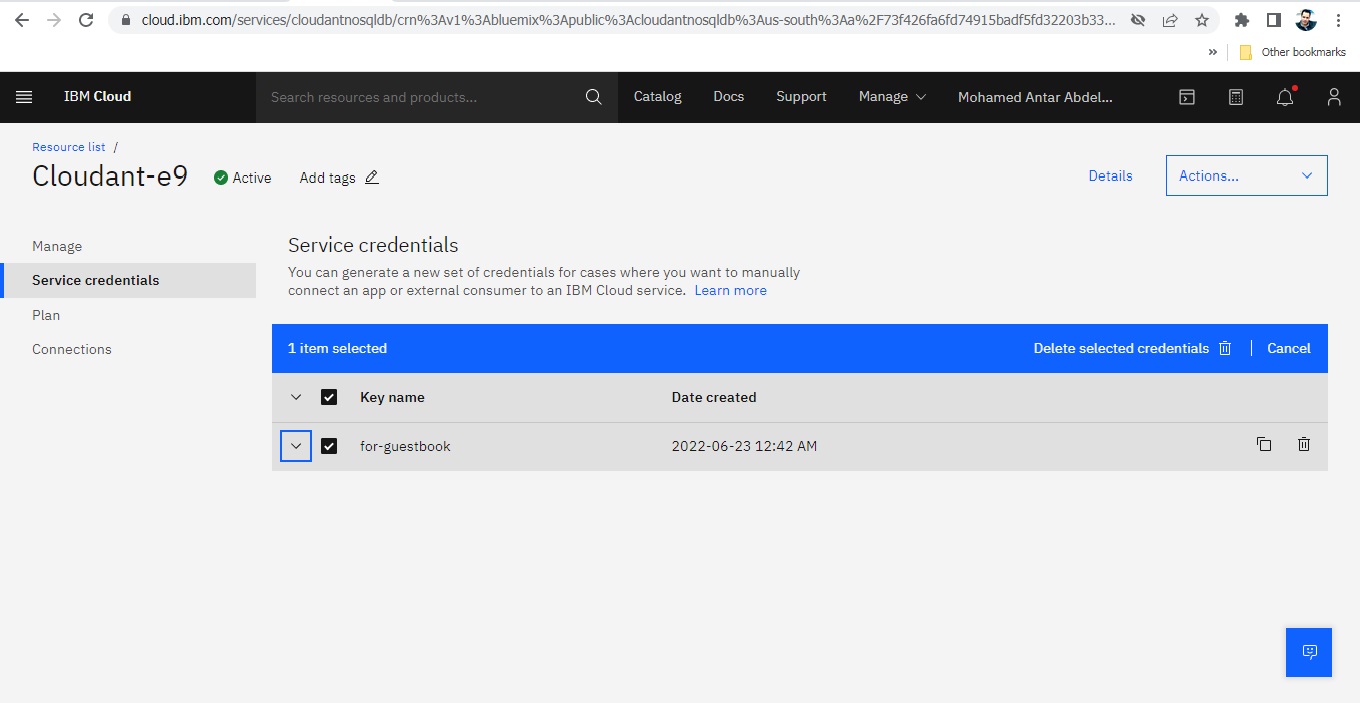 cloud.ibm.com/services/cloudantnosqldb/crn%3Av1%3Abluemix%3Apublic%3Acloudantnosqldb%3Aus-south%3Aa%2F73f426fa6fd74915badf5fd32203b33...
» Other bookmarks
IBM Cloud Search resources and products... Catalog Docs Support Manage Mohamed Antar Abdel...
Resource list /
Cloudant-e9 Active Add tags Details Actions...
Manage
Service credentials
Plan
Connections
Service credentials
You can generate a new set of credentials for cases where you want to manually
connect an app or external consumer to an IBM Cloud service. Learn more
1 item selected Delete selected credentials Cancel
Key name Date created
for-guestbook 2022-06-23 12:42 AM